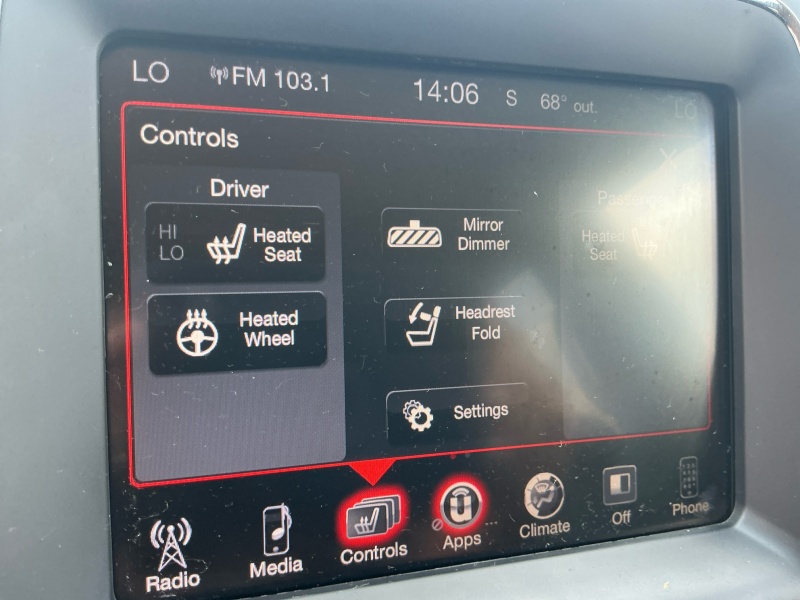 LO FM 103.1 14:06 S 68° out. LO
Controls
Driver
HI
LO
Heated
Seat
Heated
Wheel
Mirror
Dimmer
Headrest
Fold
Settings
Heated
Seat
Radio
Media
Controls
Apps
Climate
Off
Phone